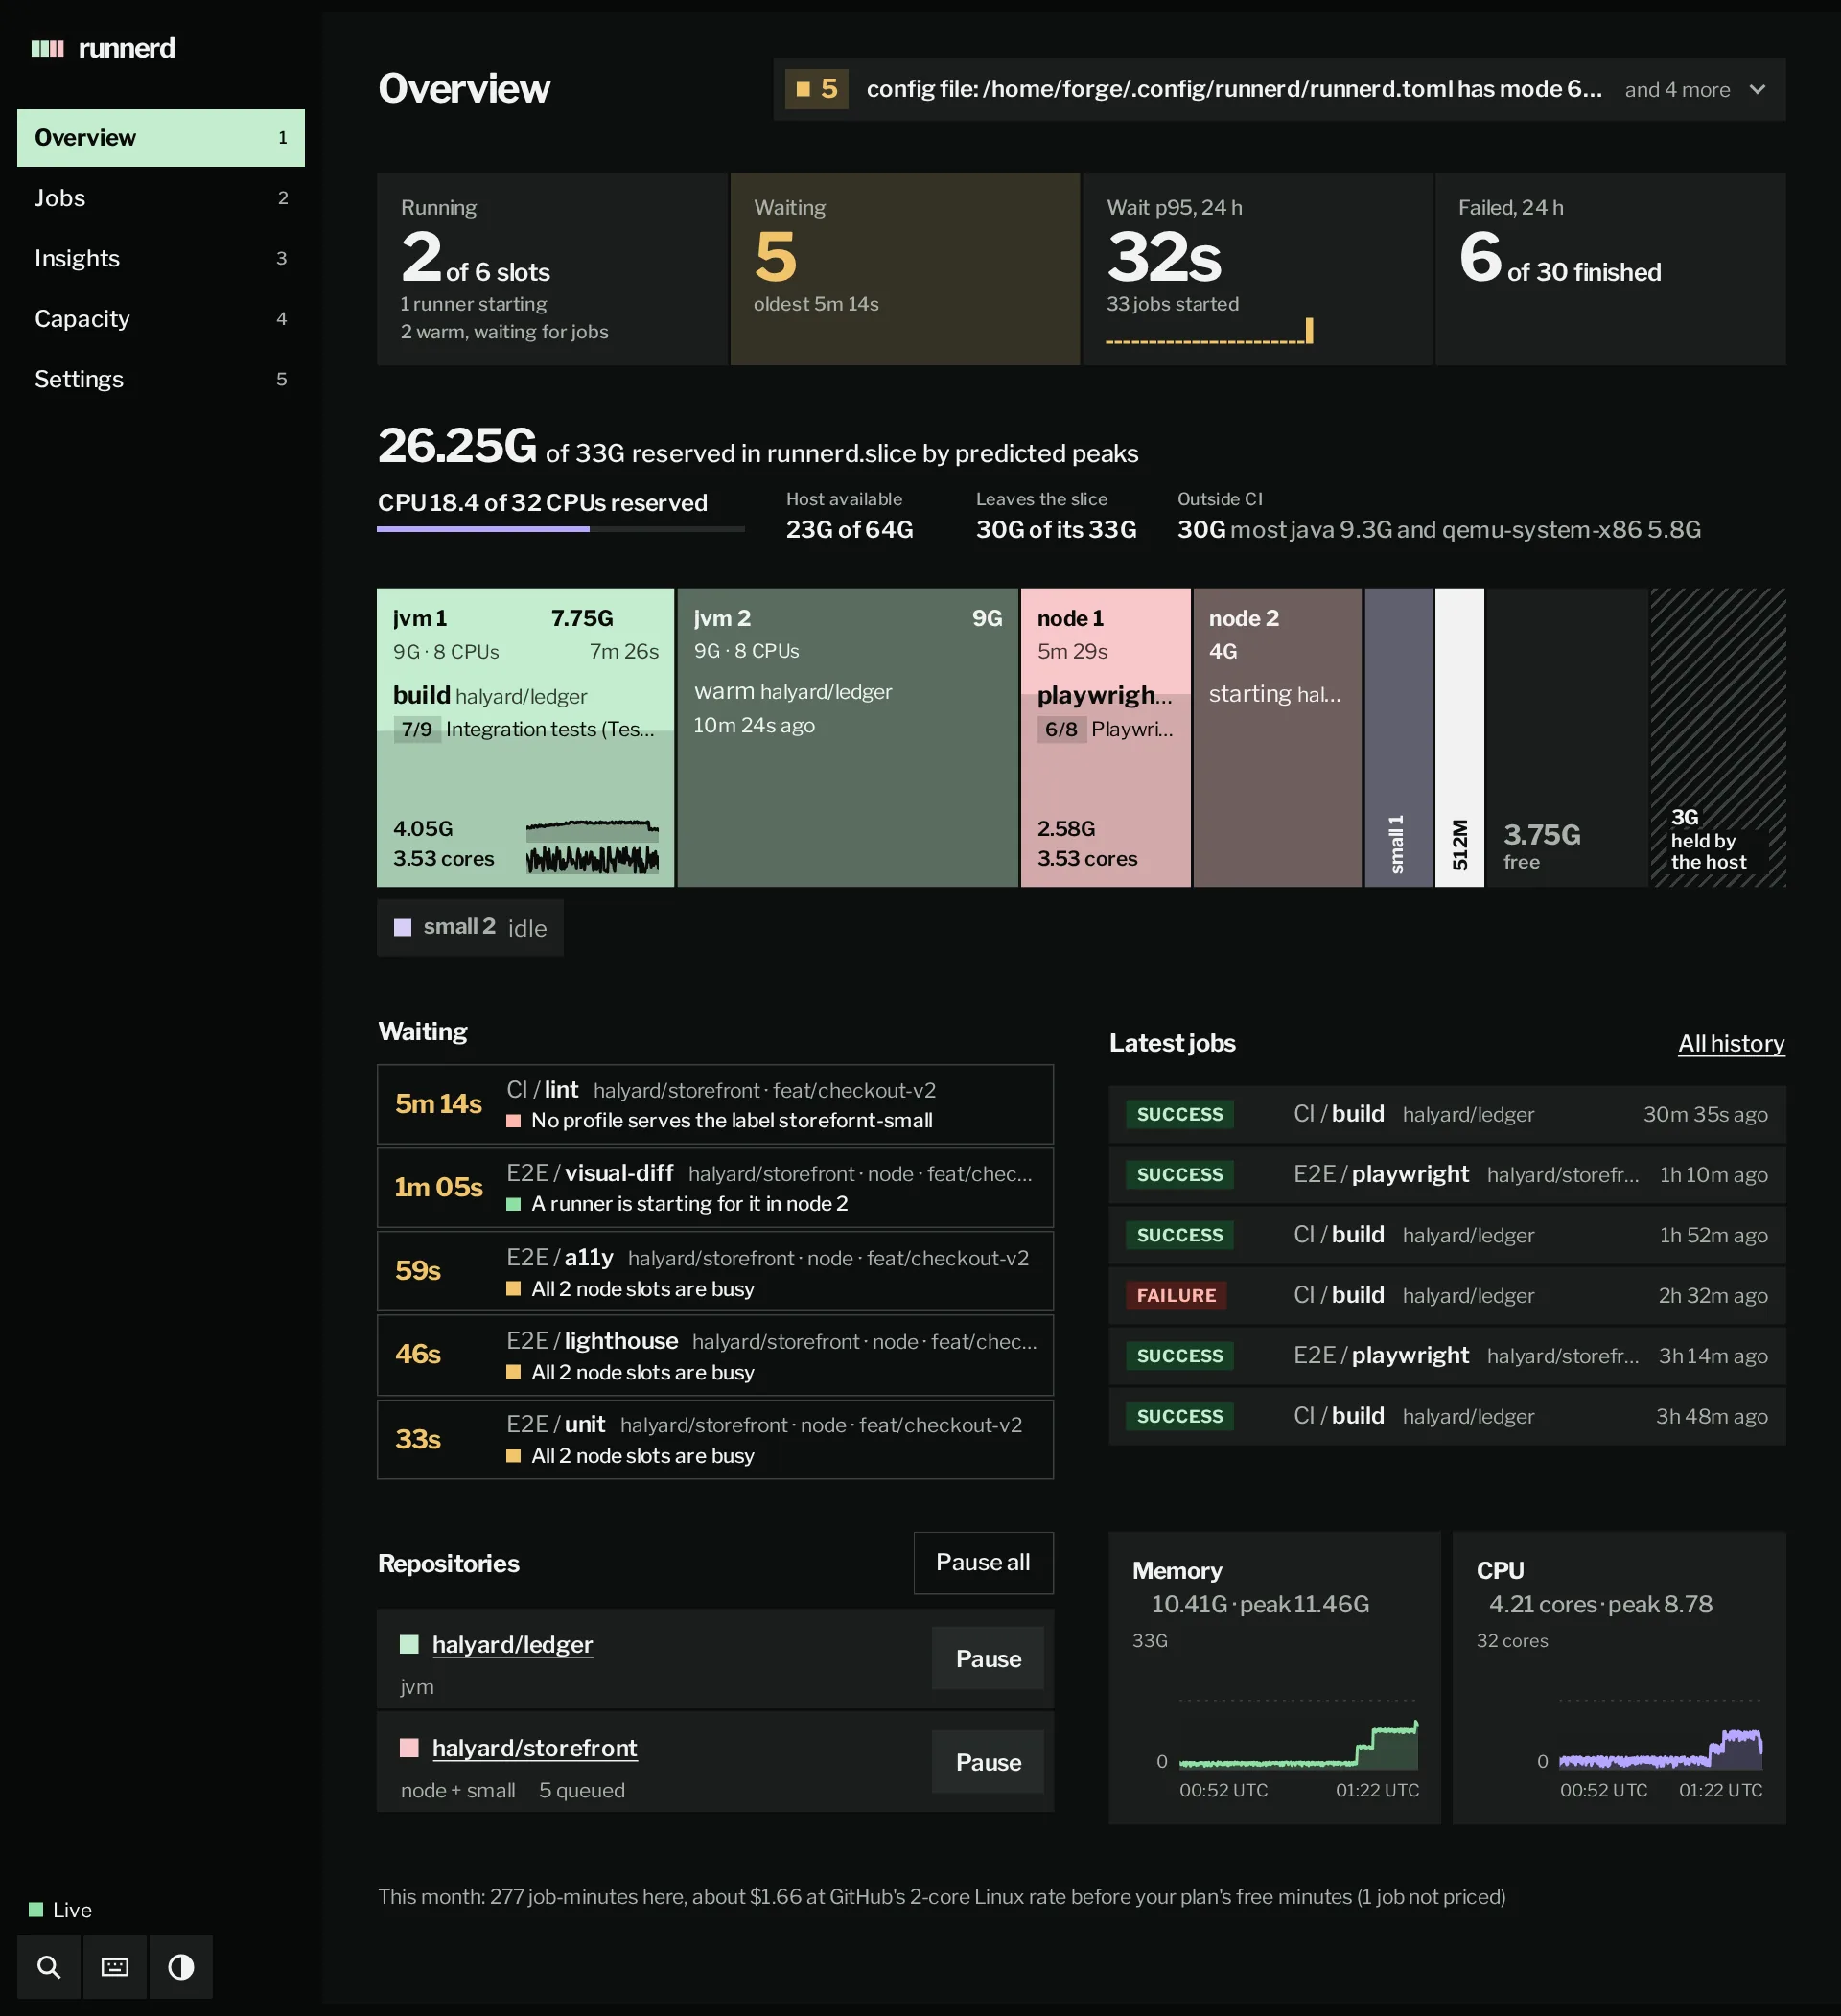 runnerd
Overview 1
Jobs 2
Insights 3
Capacity 4
Settings 5
Live
Overview
5 config file: /home/forge/.config/runnerd/runnerd.toml has mode 6… and 4 more
Running
2 of 6 slots
1 runner starting
2 warm, waiting for jobs
Waiting
5
oldest 5m 14s
Wait p95, 24 h
32s
33 jobs started
Failed, 24 h
6 of 30 finished
26.25G of 33G reserved in runnerd.slice by predicted peaks
CPU 18.4 of 32 CPUs reserved
Host available
23G of 64G
Leaves the slice
30G of its 33G
Outside CI
30G most java 9.3G and qemu-system-x86 5.8G
jvm 1 7.75G
9G · 8 CPUs 7m 26s
build halyard/ledger
7/9 Integration tests (Tes…
4.05G
3.53 cores
jvm 2 9G
9G · 8 CPUs
warm halyard/ledger
10m 24s ago
node 1
5m 29s
playwrigh…
6/8 Playwri…
2.58G
3.53 cores
node 2
4G
starting hal…
small 1
512M
3.75G
free
3G
held by
the host
small 2 idle
Waiting
5m 14s CI / lint halyard/storefront · feat/checkout-v2
No profile serves the label storefornt-small
1m 05s E2E / visual-diff halyard/storefront · node · feat/chec…
A runner is starting for it in node 2
59s E2E / a11y halyard/storefront · node · feat/checkout-v2
All 2 node slots are busy
46s E2E / lighthouse halyard/storefront · node · feat/chec…
All 2 node slots are busy
33s E2E / unit halyard/storefront · node · feat/checkout-v2
All 2 node slots are busy
Latest jobs All history
SUCCESS CI / build halyard/ledger 30m 35s ago
SUCCESS E2E / playwright halyard/storefr… 1h 10m ago
SUCCESS CI / build halyard/ledger 1h 52m ago
FAILURE CI / build halyard/ledger 2h 32m ago
SUCCESS E2E / playwright halyard/storefr… 3h 14m ago
SUCCESS CI / build halyard/ledger 3h 48m ago
Repositories Pause all
halyard/ledger Pause
jvm
halyard/storefront Pause
node + small 5 queued
Memory
10.41G · peak 11.46G
33G
0
00:52 UTC 01:22 UTC
CPU
4.21 cores · peak 8.78
32 cores
0
00:52 UTC 01:22 UTC
This month: 277 job-minutes here, about $1.66 at GitHub's 2-core Linux rate before your plan's free minutes (1 job not priced)